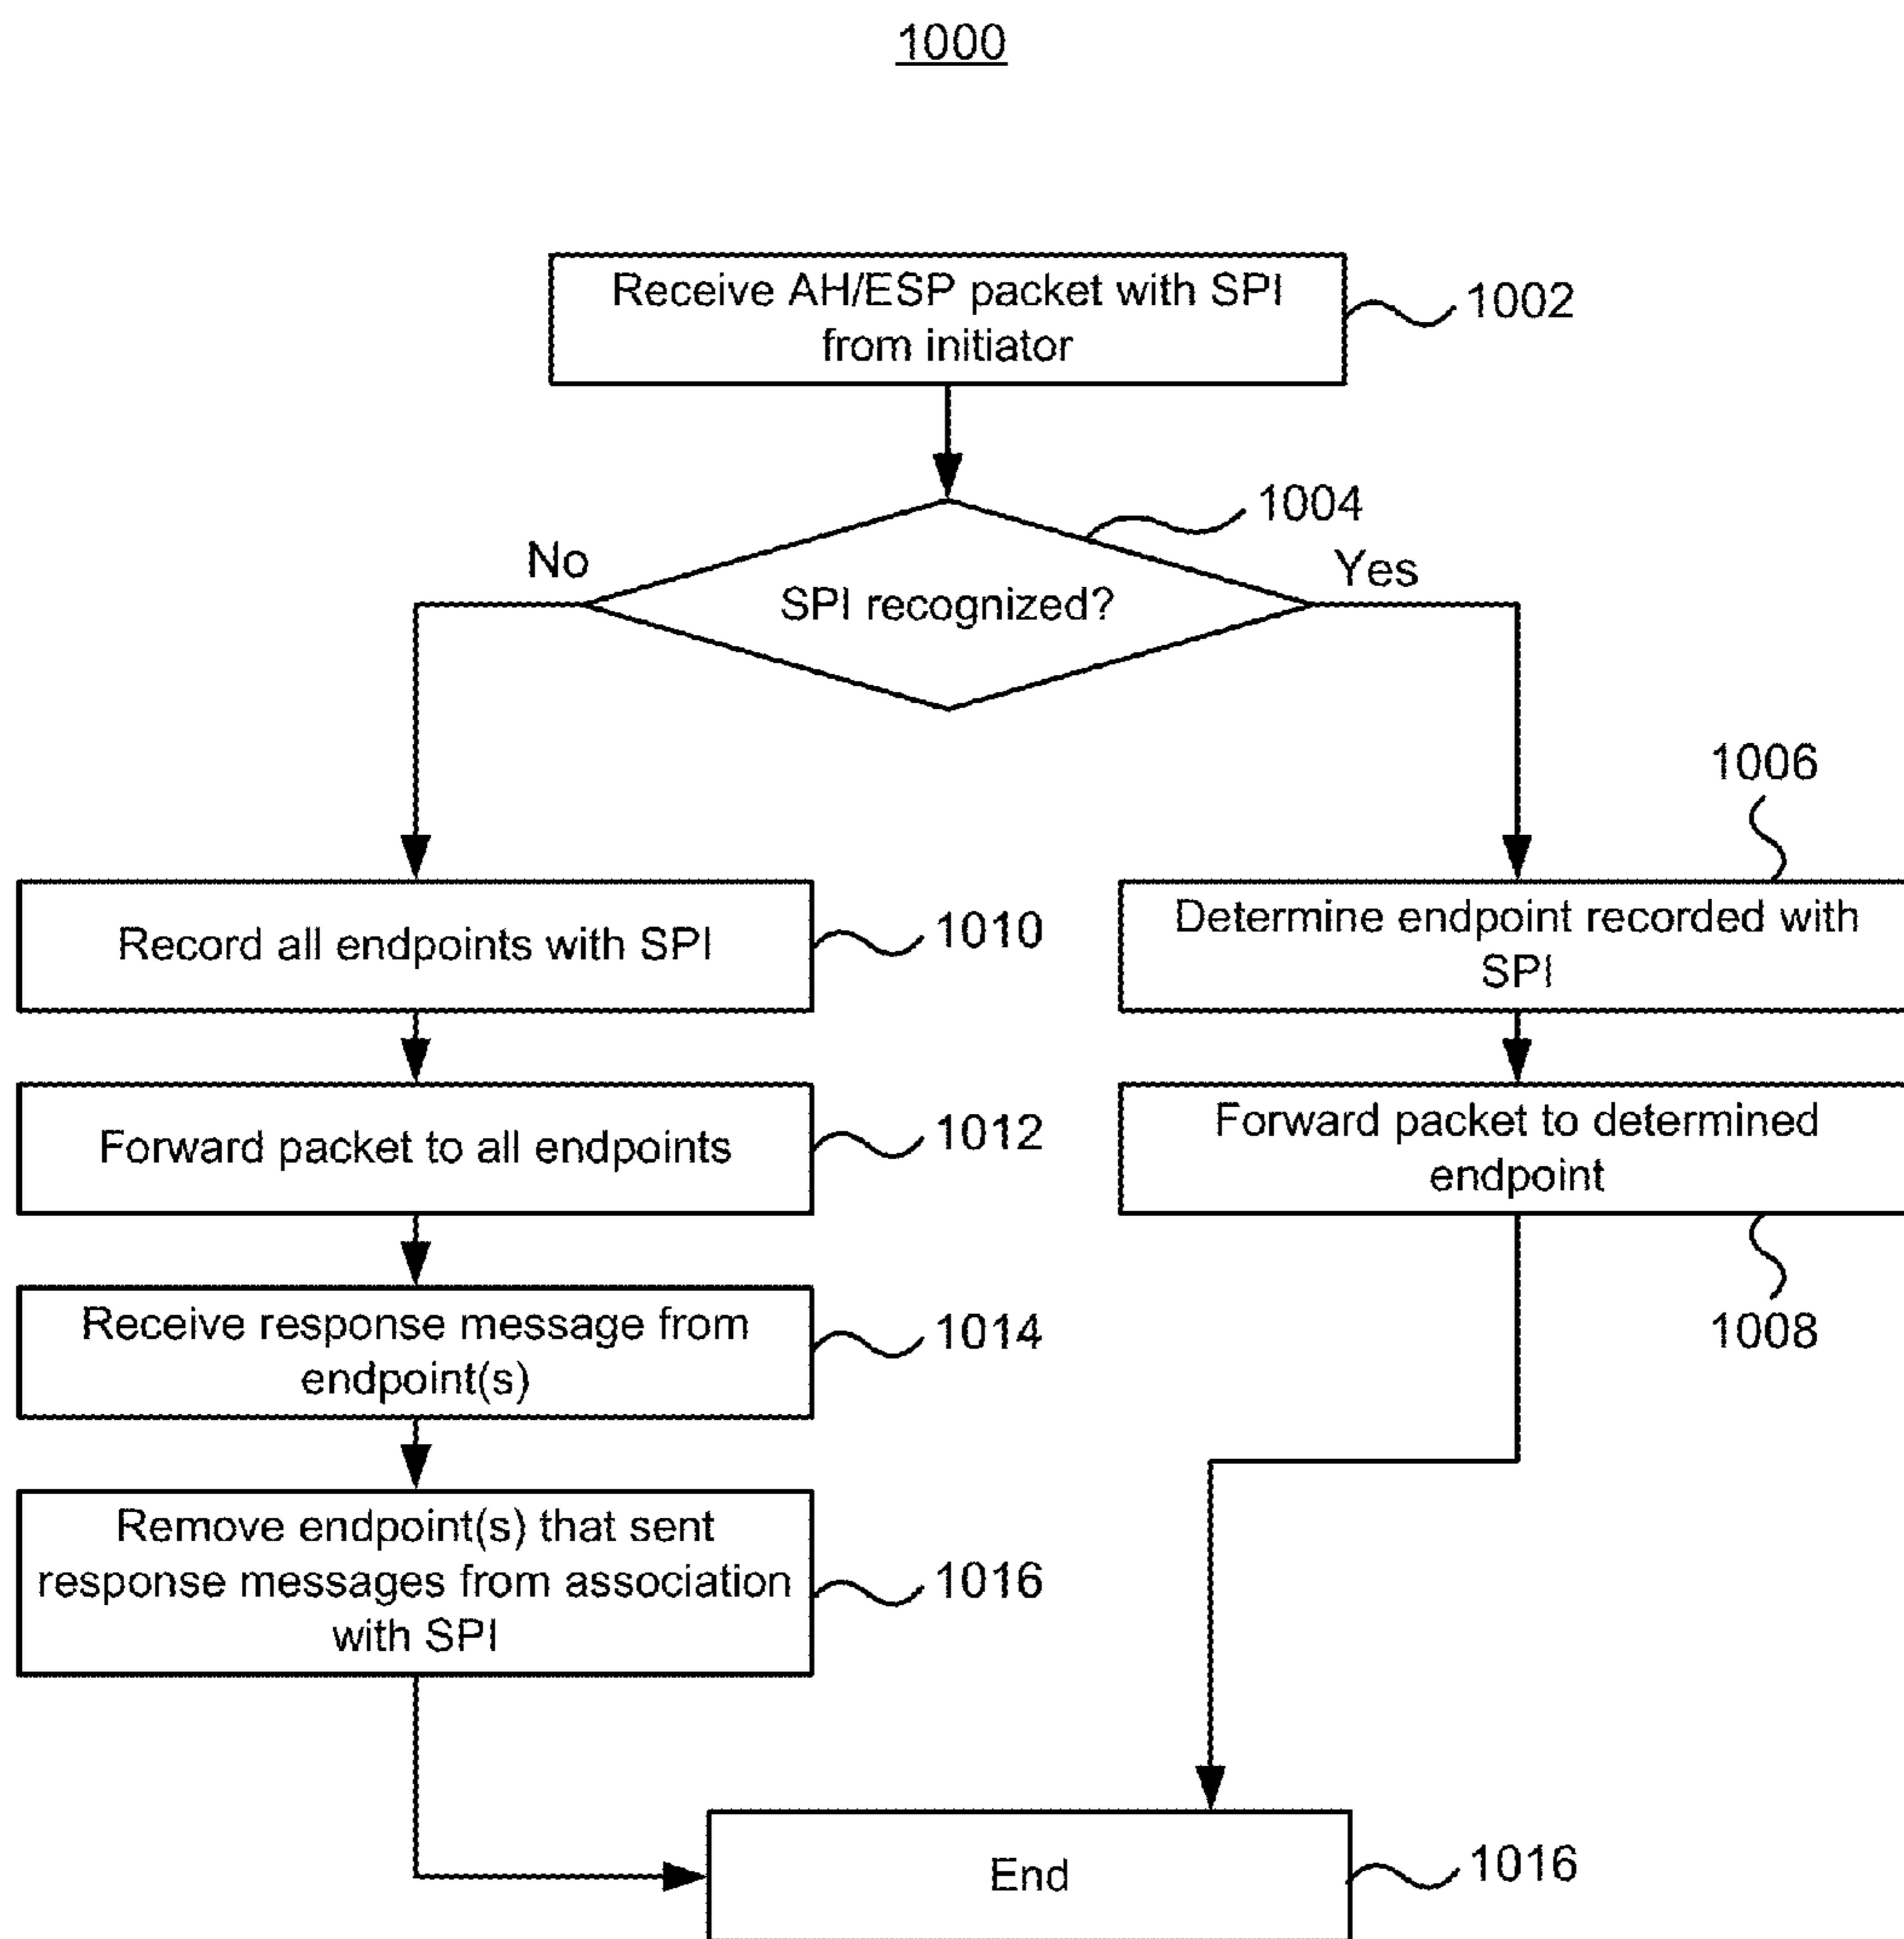 1000
Receive AH/ESP packet with SPI
from initiator
1002
1004
No
Yes
SPI recognized?
1006
Record all endpoints with SPI
1010
Determine endpoint recorded with
SPI
Forward packet to all endpoints
1012
Forward packet to determined
endpoint
1008
Receive response message from
endpoint(s)
1014
Remove endpoint(s) that sent
response messages from association
with SPI
1016
End
1016